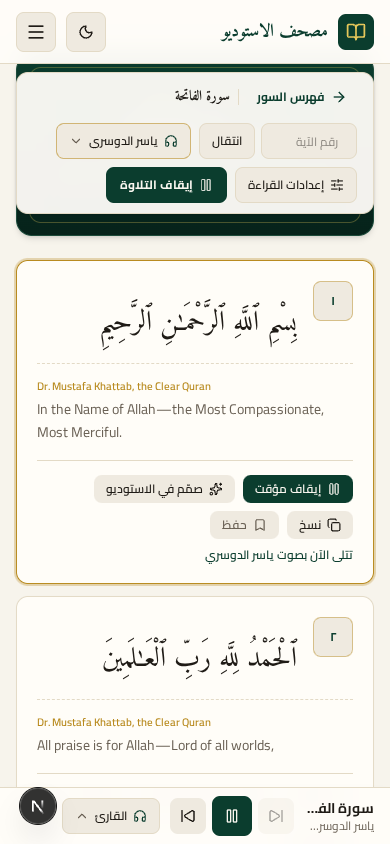 مصحف الاستوديو
فهرس السور
سورة الفاتحة
رقم الآية
انتقال
ياسر الدوسري
إعدادات القراءة
إيقاف التلاوة
١
بِسْمِ ٱللَّهِ ٱلرَّحْمَـٰنِ ٱلرَّحِيمِ
Dr. Mustafa Khattab, the Clear Quran
In the Name of Allah—the Most Compassionate,
Most Merciful.
إيقاف مؤقت
صمّم في الاستوديو
نسخ
حفظ
تتلى الآن بصوت ياسر الدوسري
٢
ٱلْحَمْدُ لِلَّهِ رَبِّ ٱلْعَـٰلَمِينَ
Dr. Mustafa Khattab, the Clear Quran
All praise is for Allah—Lord of all worlds,
سورة الف...
ياسر الدوسر...
القارئ
N